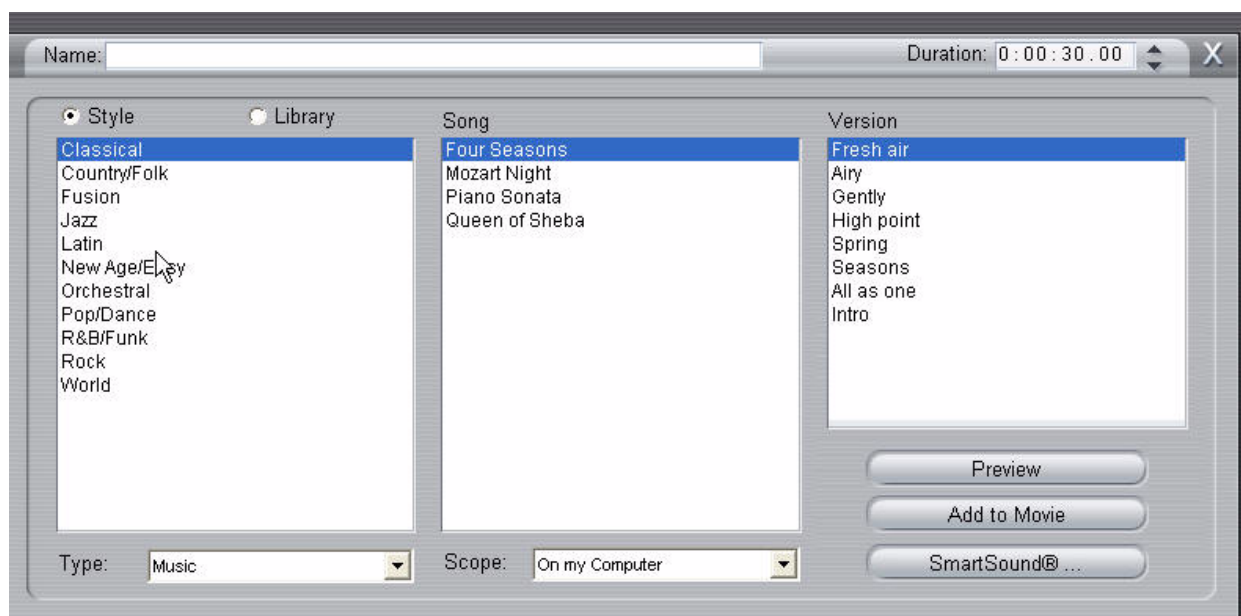 Name:
Duration: 0:00:30.00
X
Style
Library
Song
Version
Classical
Country/Folk
Fusion
Jazz
Latin
New Age/Easy
Orchestral
Pop/Dance
R&B/Funk
Rock
World
Four Seasons
Mozart Night
Piano Sonata
Queen of Sheba
Fresh air
Airy
Gently
High point
Spring
Seasons
All as one
Intro
Preview
Add to Movie
SmartSound® ...
Type: Music
Scope: On my Computer